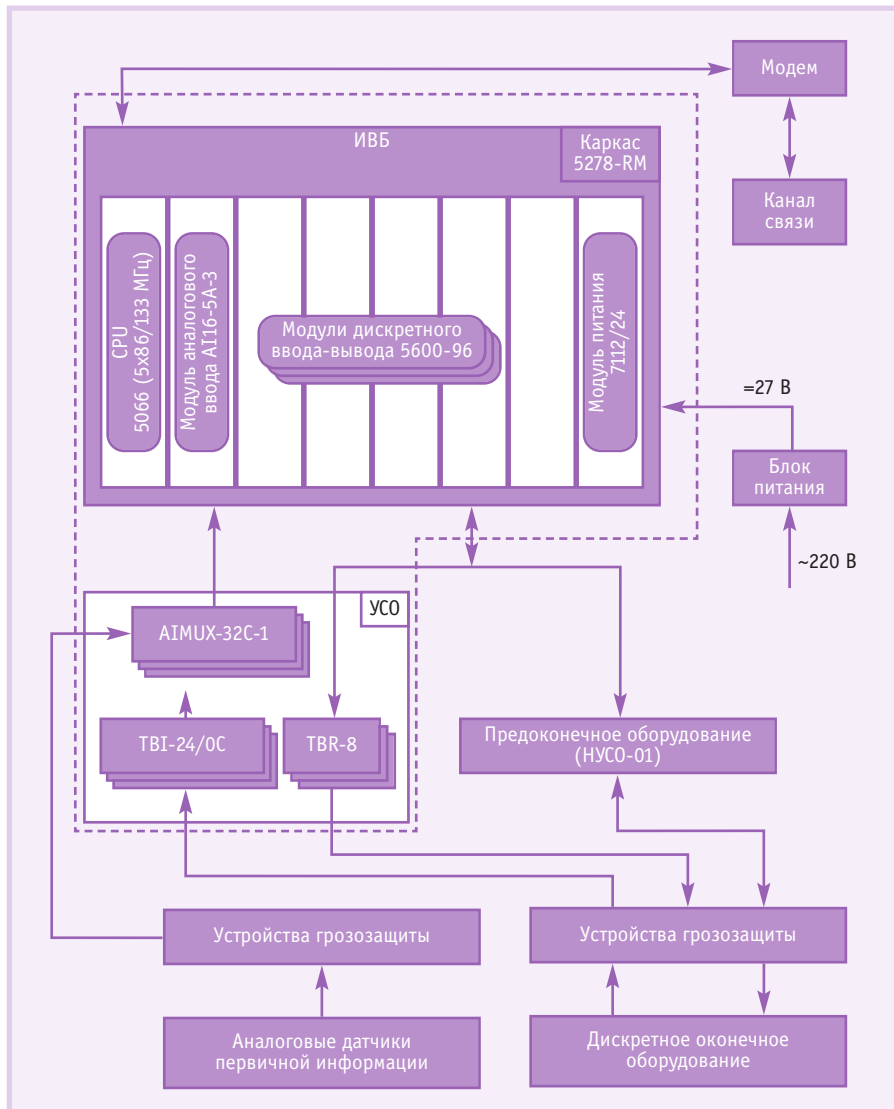 Модем
ИВБ
Каркас
5278-RM
Канал
связи
CPU
5066 (5x86/133 МГц)
Модуль аналогового
ввода AI16-5A-3
Модули дискретного
ввода-вывода 5600-96
Модуль питания
7112/24
=27 В
Блок
питания
~220 В
УСО
AIMUX-32C-1
TBI-24/0C
TBR-8
Предоконечное оборудование
(НУСО-01)
Устройства грозозащиты
Устройства грозозащиты
Аналоговые датчики
первичной информации
Дискретное оконечное
оборудование